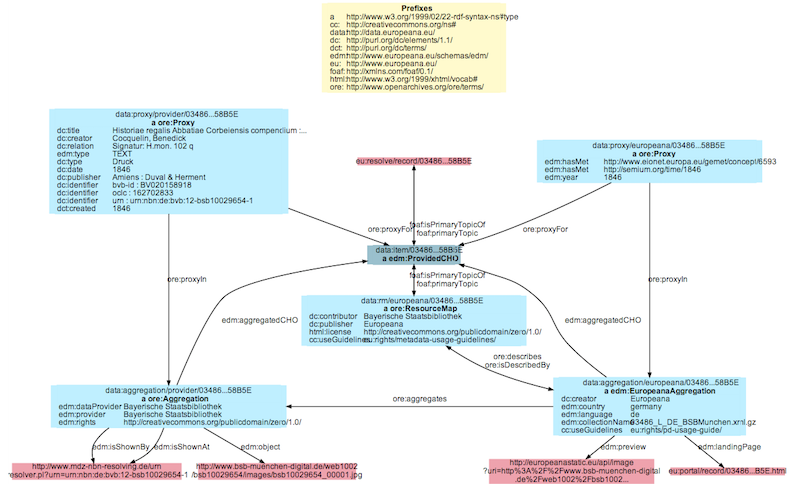 Prefixes
a http://www.w3.org/1999/02/22-rdf-syntax-ns#type
cc: http://creativecommons.org/ns#
data:http://data.europeana.eu/
dc: http://purl.org/dc/elements/1.1/
dct: http://purl.org/dc/terms/
edm:http://www.europeana.eu/schemas/edm/
eu: http://www.europeana.eu/
foaf:http://xmlns.com/foaf/0.1/
html:http://www.w3.org/1999/xhtml/vocab#
ore: http://www.openarchives.org/ore/terms/
data:proxy/provider/03486...58B5E
a ore:Proxy
dc:title Historiae regalis Abbatiae Corbeiensis compendium :...
dc:creator Cocquelin, Benedick
dc:relation Signatur: H.mon. 102 q
edm:type TEXT
dc:type Druck
dc:date 1846
dc:publisher Amiens : Duval & Herment
dc:identifier bvb-id : BV020158918
dc:identifier oclc : 162702833
dc:identifier urn : urn:nbn:de:bvb:12-bsb10029654-1
dct:created 1846
eu:resolve/record/03486...58B5E
data:proxy/europeana/03486...58B5E
a ore:Proxy
edm:hasMet http://www.eionet.europa.eu/gemet/concept/6593
edm:hasMet http://semium.org/time/1846
edm:year 1846
ore:proxyFor
foaf:isPrimaryTopicOf
foaf:primaryTopic
ore:proxyFor
data:item/03486...58B5E
a edm:ProvidedCHO
ore:proxyIn
foaf:isPrimaryTopicOf
foaf:primaryTopic
ore:proxyIn
data:rm/europeana/03486...58B5E
a ore:ResourceMap
dc:contributor Bayerische Staatsbibliothek
dc:publisher Europeana
html:license http://creativecommons.org/publicdomain/zero/1.0/
cc:useGuidelines eu:rights/metadata-usage-guidelines/
edm:aggregatedCHO
edm:aggregatedCHO
ore:describes
ore:isDescribedBy
data:aggregation/provider/03486...58B5E
a ore:Aggregation
edm:dataProvider Bayerische Staatsbibliothek
edm:provider Bayerische Staatsbibliothek
edm:rights http://creativecommons.org/publicdomain/zero/1.0/
ore:aggregates
data:aggregation/europeana/03486...58B5E
a edm:EuropeanaAggregation
dc:creator Europeana
edm:country germany
edm:language de
edm:collectionName 03486_L_DE_BSBMunchen.xml.gz
cc:useGuidelines eu:rights/pd-usage-guide/
edm:isShownBy
edm:isShownAt
edm:object
edm:preview
edm:landingPage
http://www.mdz-nbn-resolving.de/urn
resolver.pl?urn=urn:nbn:de:bvb:12-bsb10029654-1
http://www.bsb-muenchen-digital.de/web1002
/bsb10029654/images/bsb10029654_00001.jpg
http://europeanastatic.eu/api/image
?uri=http%3A%2F%2Fwww.bsb-muenchen-digital
.de%2Fweb1002%2Fbsb1002...
eu:portal/record/03486...B5E.html